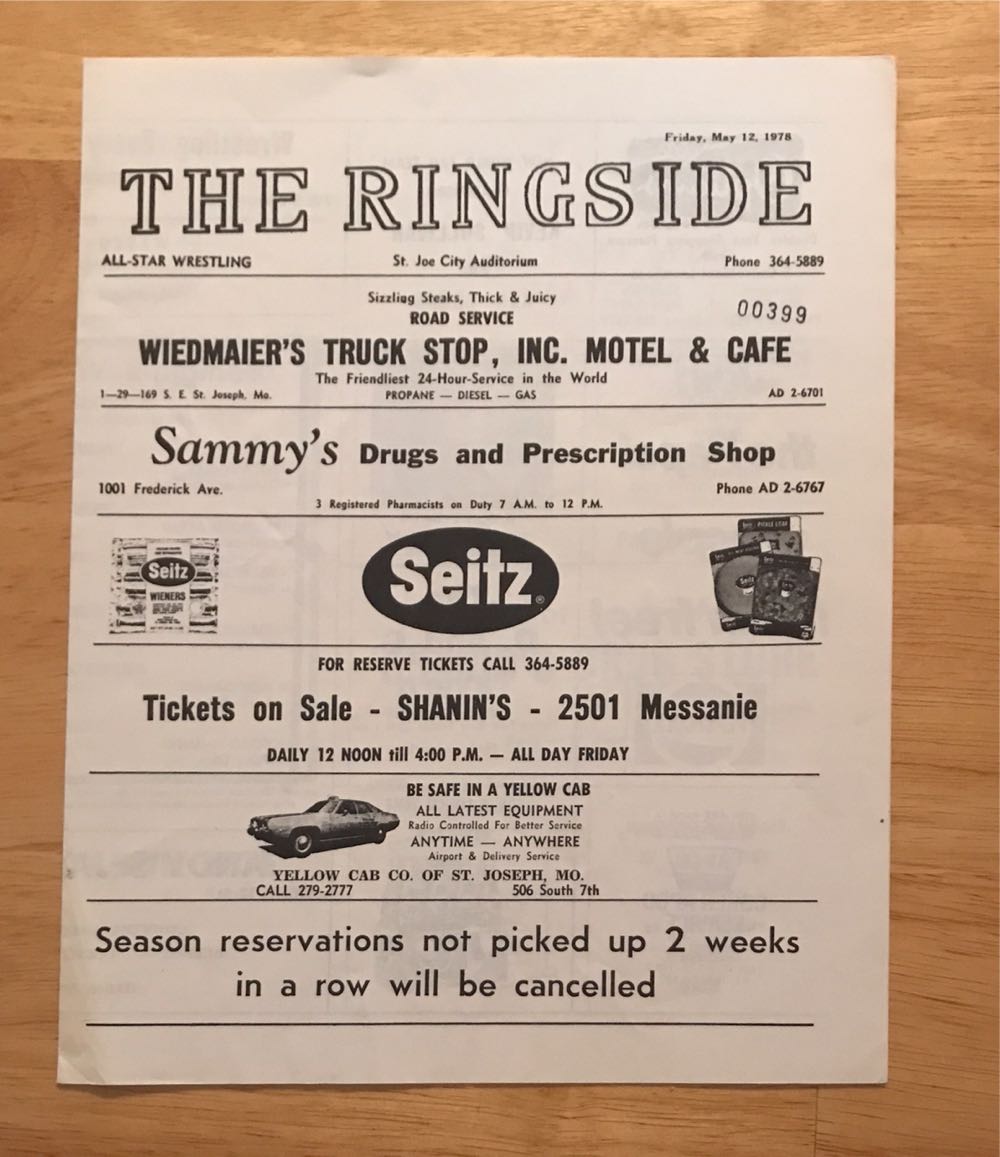 Friday, May 12, 1978
THE RINGSIDE
ALL-STAR WRESTLING St. Joe City Auditorium Phone 364-5889
Sizzling Steaks, Thick & Juicy
00399
ROAD SERVICE
WIEDMAIER'S TRUCK STOP, INC. MOTEL & CAFE
The Friendliest 24-Hour-Service in the World
1—29—169 S. E. St. Joseph, Mo. PROPANE — DIESEL — GAS AD 2-6701
Sammy's Drugs and Prescription Shop
1001 Frederick Ave. Phone AD 2-6767
3 Registered Pharmacists on Duty 7 A.M. to 12 P.M.
Seitz
WIENERS
Seitz®
FOR RESERVE TICKETS CALL 364-5889
Tickets on Sale - SHANIN'S - 2501 Messanie
DAILY 12 NOON till 4:00 P.M. — ALL DAY FRIDAY
BE SAFE IN A YELLOW CAB
ALL LATEST EQUIPMENT
Radio Controlled For Better Service
ANYTIME — ANYWHERE
Airport & Delivery Service
YELLOW CAB CO. OF ST. JOSEPH, MO.
CALL 279-2777 506 South 7th
Season reservations not picked up 2 weeks
in a row will be cancelled